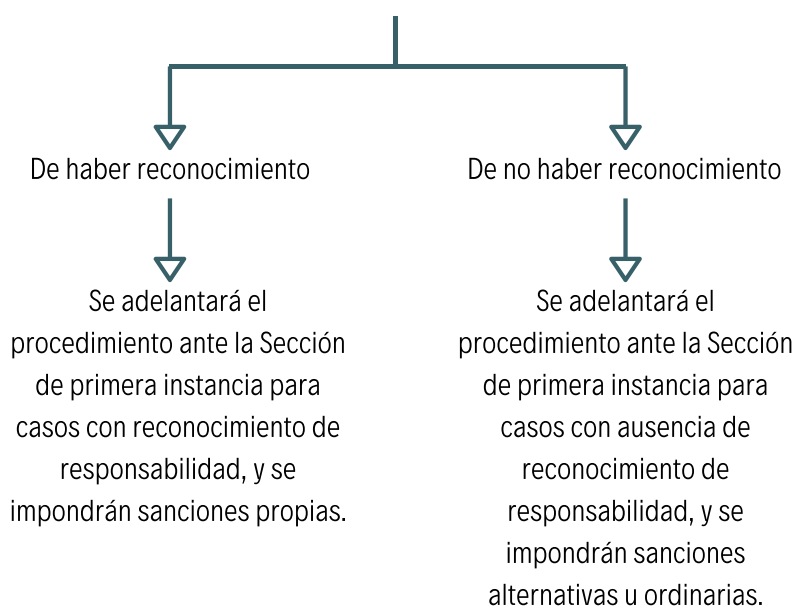 De haber reconocimiento
Se adelantará el
procedimiento ante la Sección
de primera instancia para
casos con reconocimiento de
responsabilidad, y se
impondrán sanciones propias.
De no haber reconocimiento
Se adelantará el
procedimiento ante la Sección
de primera instancia para
casos con ausencia de
reconocimiento de
responsabilidad, y se
impondrán sanciones
alternativas u ordinarias.